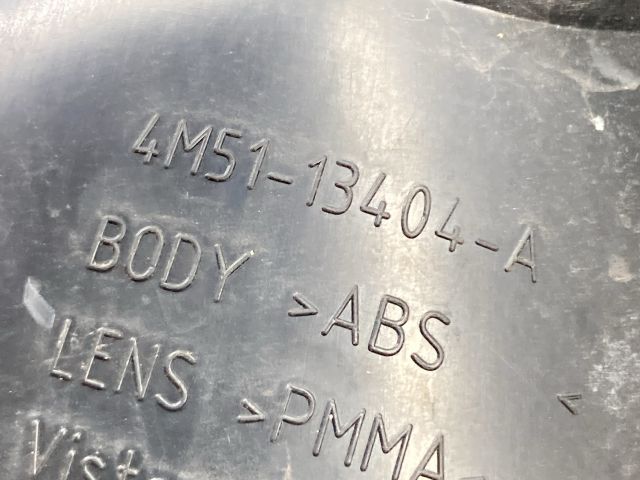 4M51-13404-A
BODY >ABS <
LENS >PMMA